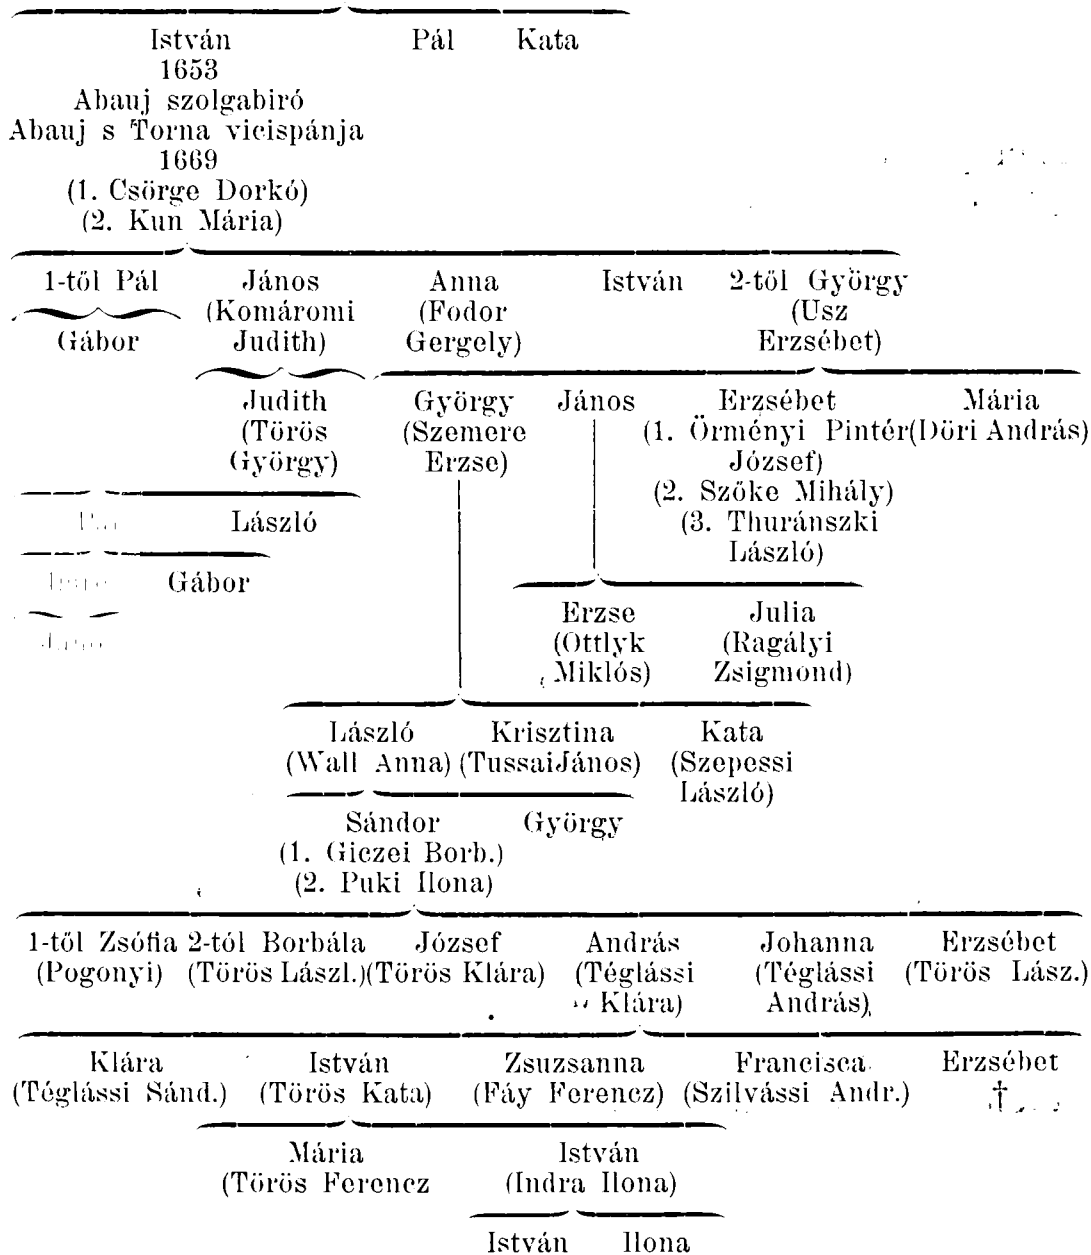 István Pál Kata
1653
Abauj szolgabiró
Abauj s Torna vicispánja
1669
(1. Csörge Dorkó)
(2. Kun Mária)
1-től Pál János Anna István 2-től György
(Komáromi (Fodor (Usz
Gábor Judith) Gergely) Erzsébet)
Judith György János Erzsébet Mária
(Törös (Szemere (1. Örményi Pintér (Döri András)
György) Erzse) József)
(2. Szőke Mihály)
László (3. Thuránszki
László)
Gábor
Erzse Julia
(Ottlyk (Ragályi
Miklós) Zsigmond)
László Krisztina Kata
(Wall Anna) (Tussai János) (Szepessi
László)
Sándor György
(1. Giczei Borb.)
(2. Puki Ilona)
1-től Zsófia 2-tól Borbála József András Johanna Erzsébet
(Pogonyi) (Törös Lászl.) (Törös Klára) (Téglássi (Téglássi (Törös Lász.)
Klára) András)
Klára István Zsuzsanna Francisca Erzsébet
(Téglássi Sánd.) (Törös Kata) (Fáy Ferencz) (Szilvássi Andr.) †
Mária István
(Törös Ferencz (Indra Ilona)
István Ilona